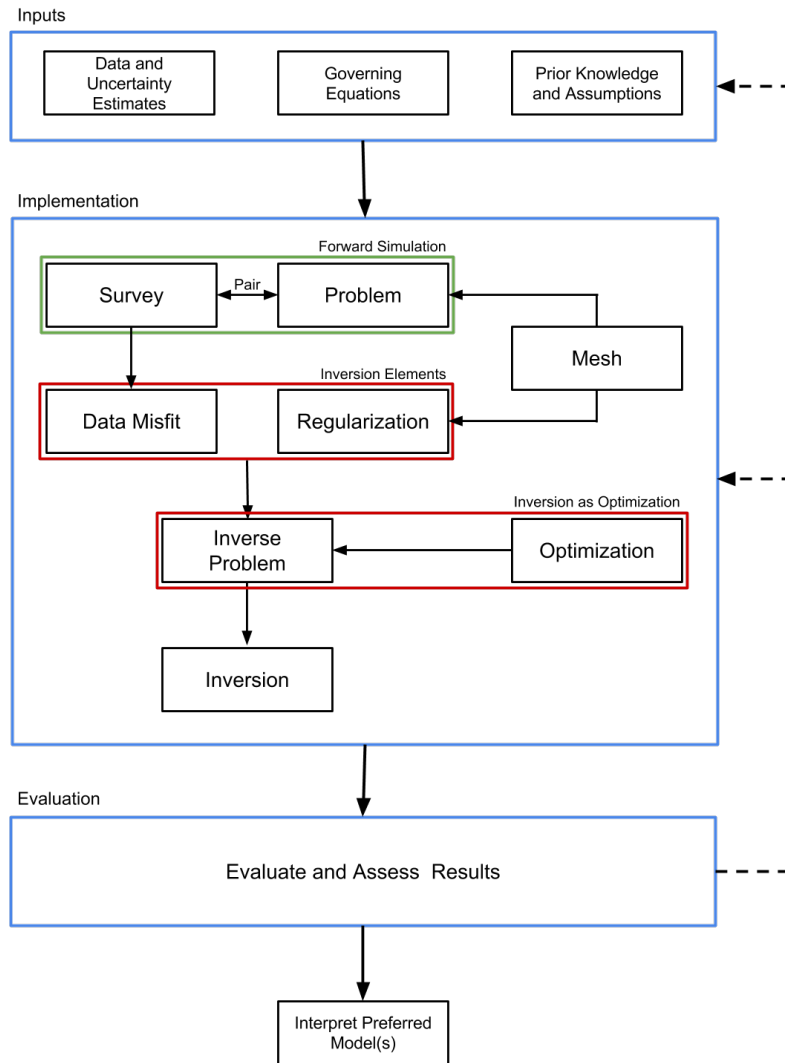 Inputs
Data and
Uncertainty
Estimates
Governing
Equations
Prior Knowledge
and Assumptions
Implementation
Forward Simulation
Survey
Pair
Problem
Mesh
Inversion Elements
Data Misfit
Regularization
Inversion as Optimization
Inverse
Problem
Optimization
Inversion
Evaluation
Evaluate and Assess Results
Interpret Preferred
Model(s)